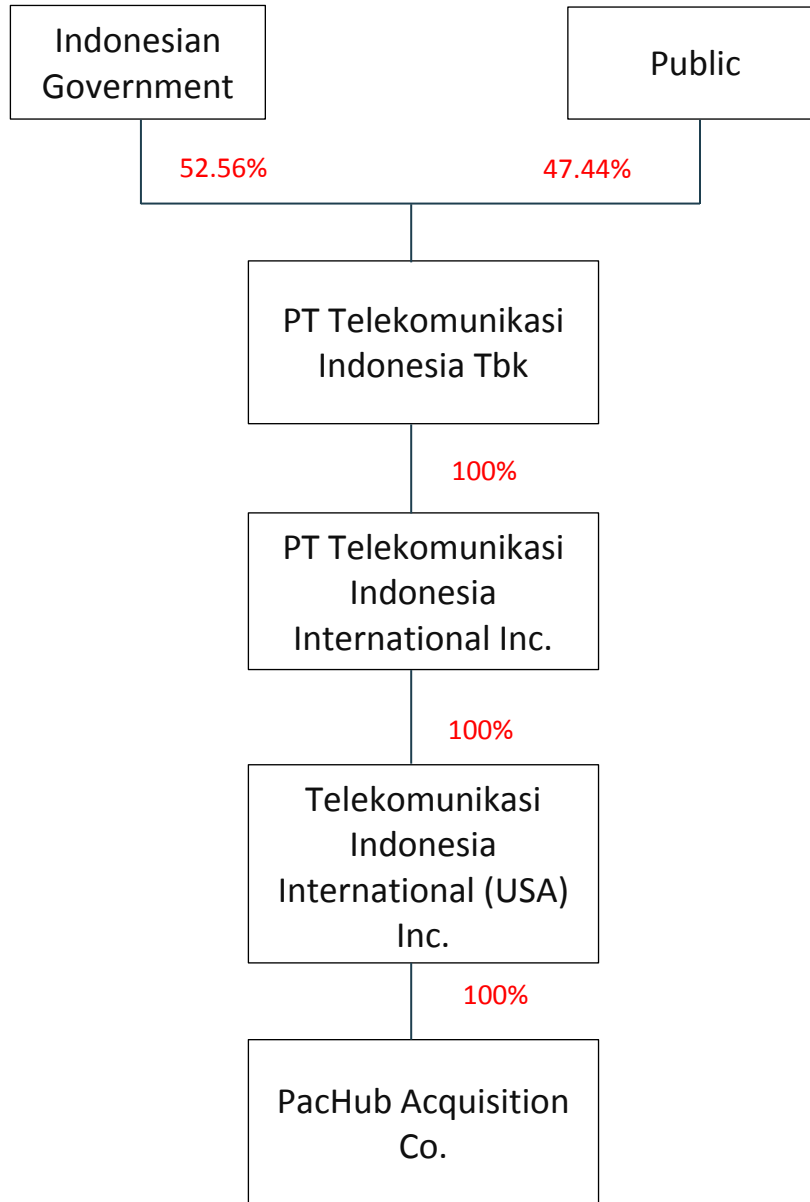 Indonesian
Government
Public
52.56%
47.44%
PT Telekomunikasi
Indonesia Tbk
100%
PT Telekomunikasi
Indonesia
International Inc.
100%
Telekomunikasi
Indonesia
International (USA)
Inc.
100%
PacHub Acquisition
Co.